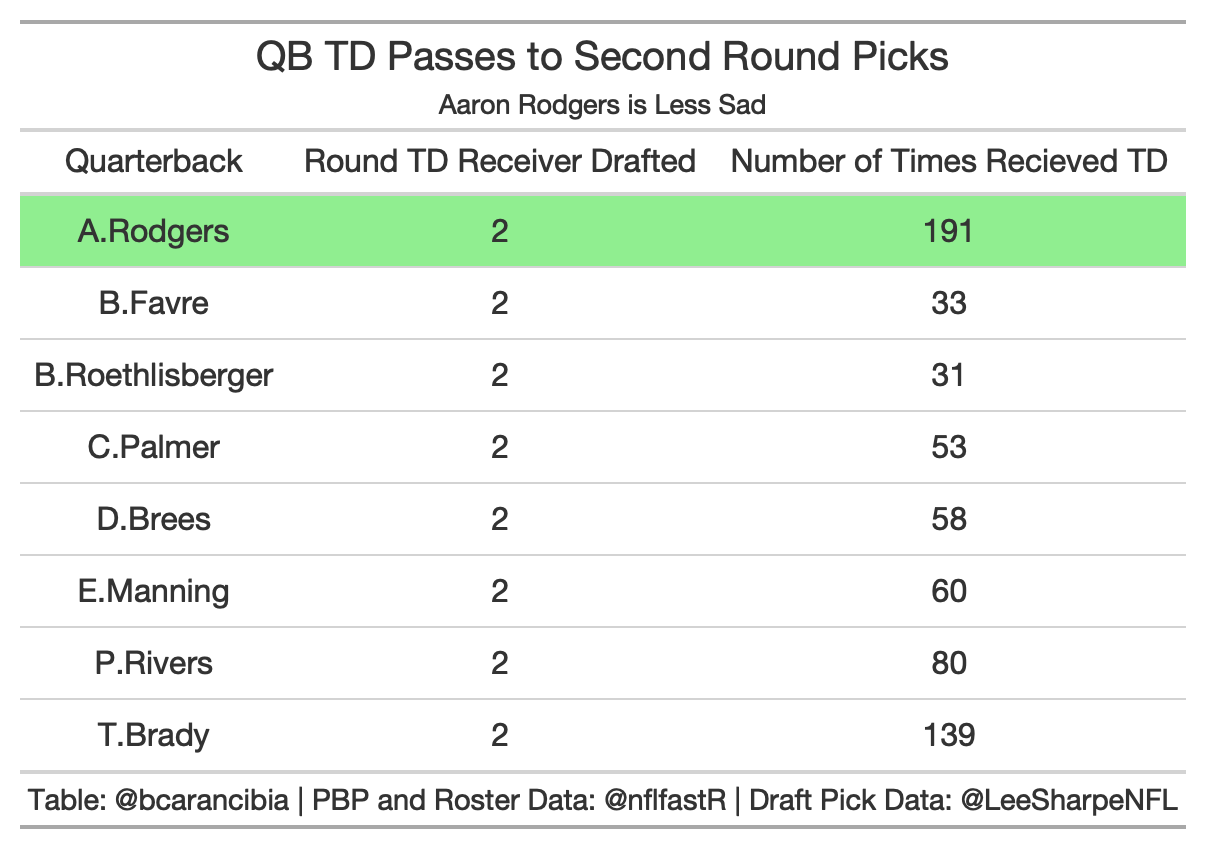 QB TD Passes to Second Round Picks
Aaron Rodgers is Less Sad
Quarterback Round TD Receiver Drafted Number of Times Recieved TD
A.Rodgers 2 191
B.Favre 2 33
B.Roethlisberger 2 31
C.Palmer 2 53
D.Brees 2 58
E.Manning 2 60
P.Rivers 2 80
T.Brady 2 139
Table: @bcarancibia | PBP and Roster Data: @nflfastR | Draft Pick Data: @LeeSharpeNFL